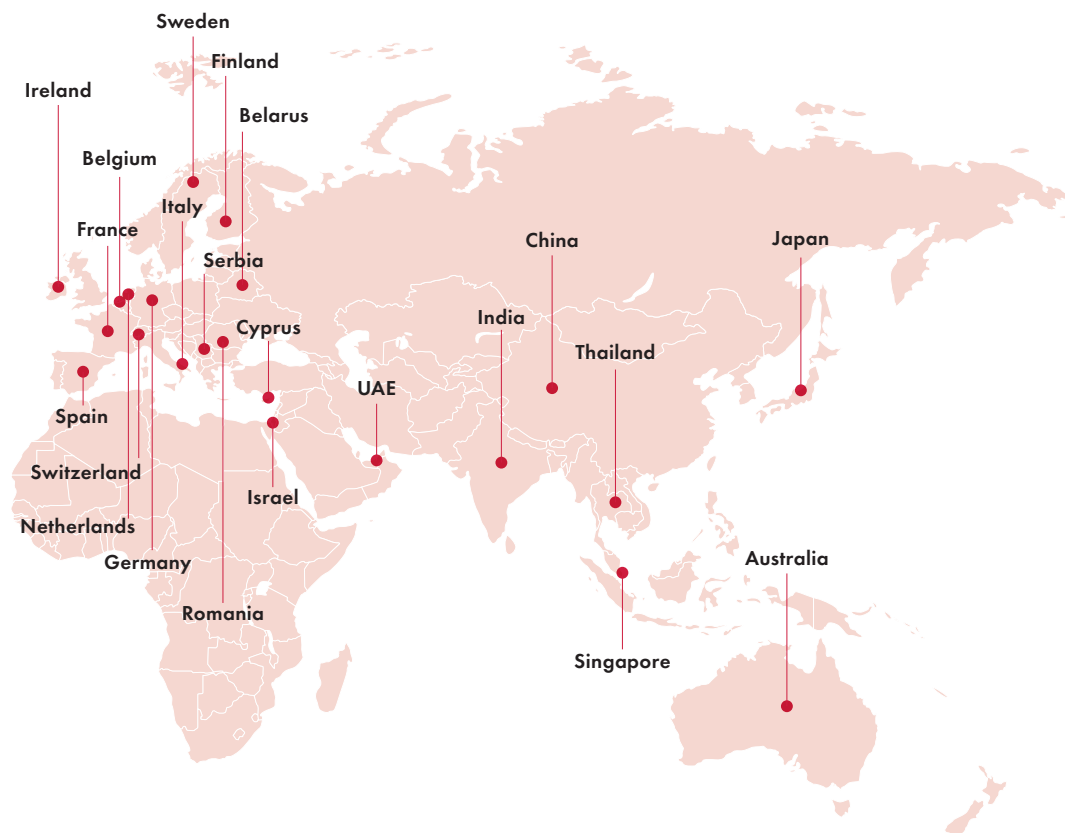 Sweden
Finland
Ireland
Belarus
Belgium
Italy
France
China
Japan
Serbia
India
Cyprus
Thailand
UAE
Spain
Switzerland
Israel
Netherlands
Germany
Australia
Romania
Singapore